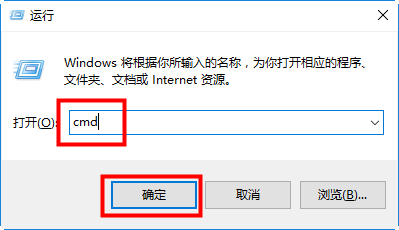 运行
Windows 将根据你所输入的名称，为你打开相应的程序、
文件夹、文档或 Internet 资源。
打开(O): cmd
确定 取消 浏览(B)...